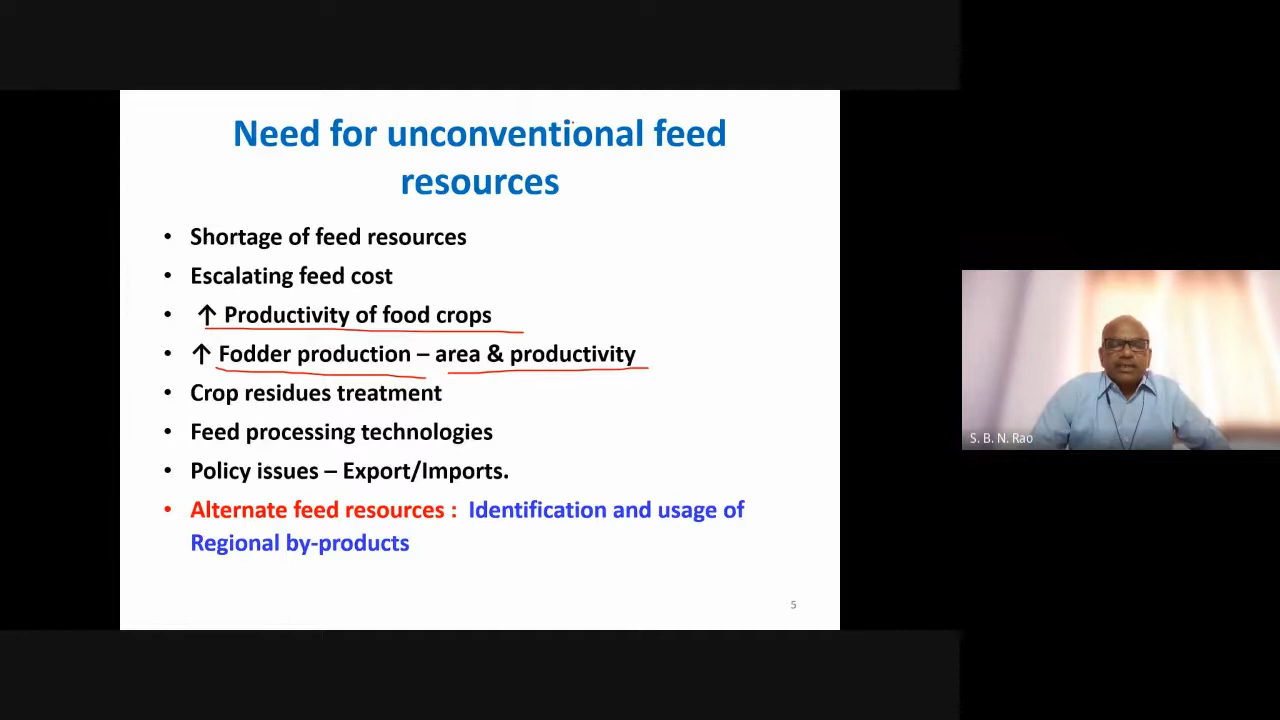 Need for unconventional feed
resources
• Shortage of feed resources
• Escalating feed cost
• ↑ Productivity of food crops
• ↑ Fodder production – area & productivity
• Crop residues treatment
• Feed processing technologies
• Policy issues – Export/Imports.
• Alternate feed resources : Identification and usage of
Regional by-products
5
S. B. N. Rao